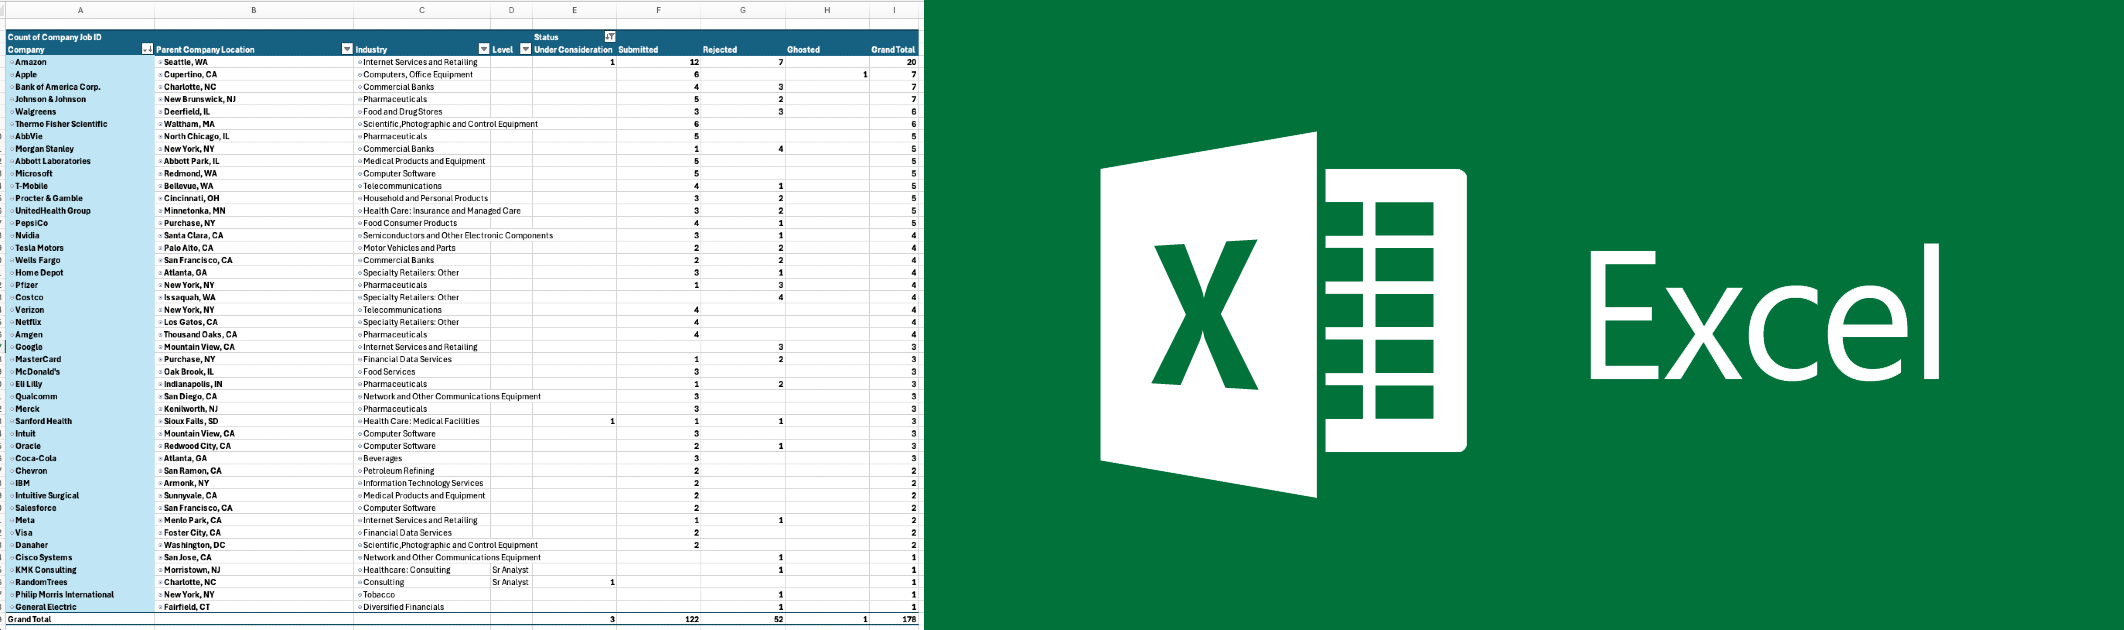 A B C D E F G H I
Count of Company Job ID Status
Company Parent Company Location Industry Level Under Consideration Submitted Rejected Ghosted Grand Total
Amazon Seattle, WA Internet Services and Retailing 1 12 7 20
Apple Cupertino, CA Computers, Office Equipment 6 1 7
Bank of America Corp. Charlotte, NC Commercial Banks 4 3 7
Johnson & Johnson New Brunswick, NJ Pharmaceuticals 5 2 7
Walgreens Deerfield, IL Food and Drug Stores 3 3 6
Thermo Fisher Scientific Waltham, MA Scientific,Photographic and Control Equipment 6 6
AbbVie North Chicago, IL Pharmaceuticals 5 5
Morgan Stanley New York, NY Commercial Banks 1 4 5
Abbott Laboratories Abbott Park, IL Medical Products and Equipment 5 5
Microsoft Redmond, WA Computer Software 5 5
T-Mobile Bellevue, WA Telecommunications 4 1 5
Procter & Gamble Cincinnati, OH Household and Personal Products 3 2 5
UnitedHealth Group Minnetonka, MN Health Care: Insurance and Managed Care 3 2 5
PepsiCo Purchase, NY Food Consumer Products 4 1 5
Nvidia Santa Clara, CA Semiconductors and Other Electronic Components 3 1 4
Tesla Motors Palo Alto, CA Motor Vehicles and Parts 2 2 4
Wells Fargo San Francisco, CA Commercial Banks 2 2 4
Home Depot Atlanta, GA Specialty Retailers: Other 3 1 4
Pfizer New York, NY Pharmaceuticals 1 3 4
Costco Issaquah, WA Specialty Retailers: Other 4 4
Verizon New York, NY Telecommunications 4 4
Netflix Los Gatos, CA Specialty Retailers: Other 4 4
Amgen Thousand Oaks, CA Pharmaceuticals 4 4
Google Mountain View, CA Internet Services and Retailing 3 3
MasterCard Purchase, NY Financial Data Services 1 2 3
McDonald's Oak Brook, IL Food Services 3 3
Eli Lilly Indianapolis, IN Pharmaceuticals 1 2 3
Qualcomm San Diego, CA Network and Other Communications Equipment 3 3
Merck Kenilworth, NJ Pharmaceuticals 3 3
Sanford Health Sioux Falls, SD Health Care: Medical Facilities 1 1 1 3
Intuit Mountain View, CA Computer Software 3 3
Oracle Redwood City, CA Computer Software 2 1 3
Coca-Cola Atlanta, GA Beverages 3 3
Chevron San Ramon, CA Petroleum Refining 2 2
IBM Armonk, NY Information Technology Services 2 2
Intuitive Surgical Sunnyvale, CA Medical Products and Equipment 2 2
Salesforce San Francisco, CA Computer Software 2 2
Meta Menlo Park, CA Internet Services and Retailing 1 1 2
Visa Foster City, CA Financial Data Services 2 2
Danaher Washington, DC Scientific,Photographic and Control Equipment 2 2
Cisco Systems San Jose, CA Network and Other Communications Equipment 1 1
KMK Consulting Morristown, NJ Healthcare: Consulting Sr Analyst 1 1
RandomTrees Charlotte, NC Consulting Sr Analyst 1 1
Philip Morris International New York, NY Tobacco 1 1
General Electric Fairfield, CT Diversified Financials 1 1
Grand Total 3 122 52 1 178
X
Excel